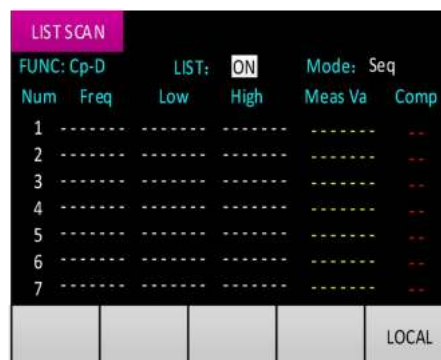 LIST SCAN
FUNC: Cp-D LIST: ON Mode: Seq
Num Freq Low High Meas Va Comp
1 ------- ------- ------- ------- --
2 ------- ------- ------- ------- --
3 ------- ------- ------- ------- --
4 ------- ------- ------- ------- --
5 ------- ------- ------- ------- --
6 ------- ------- ------- ------- --
7 ------- ------- ------- ------- --
LOCAL